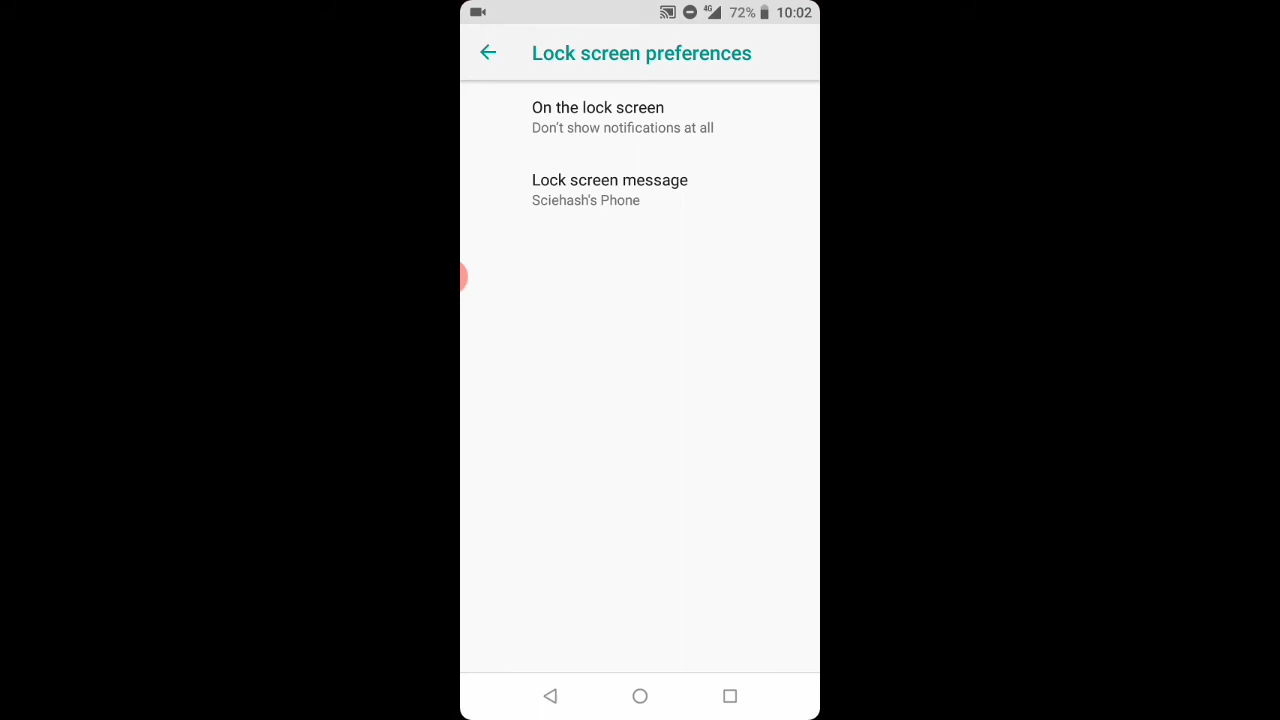 4G 72% 10:02
Lock screen preferences
On the lock screen
Don't show notifications at all
Lock screen message
Sciehash's Phone